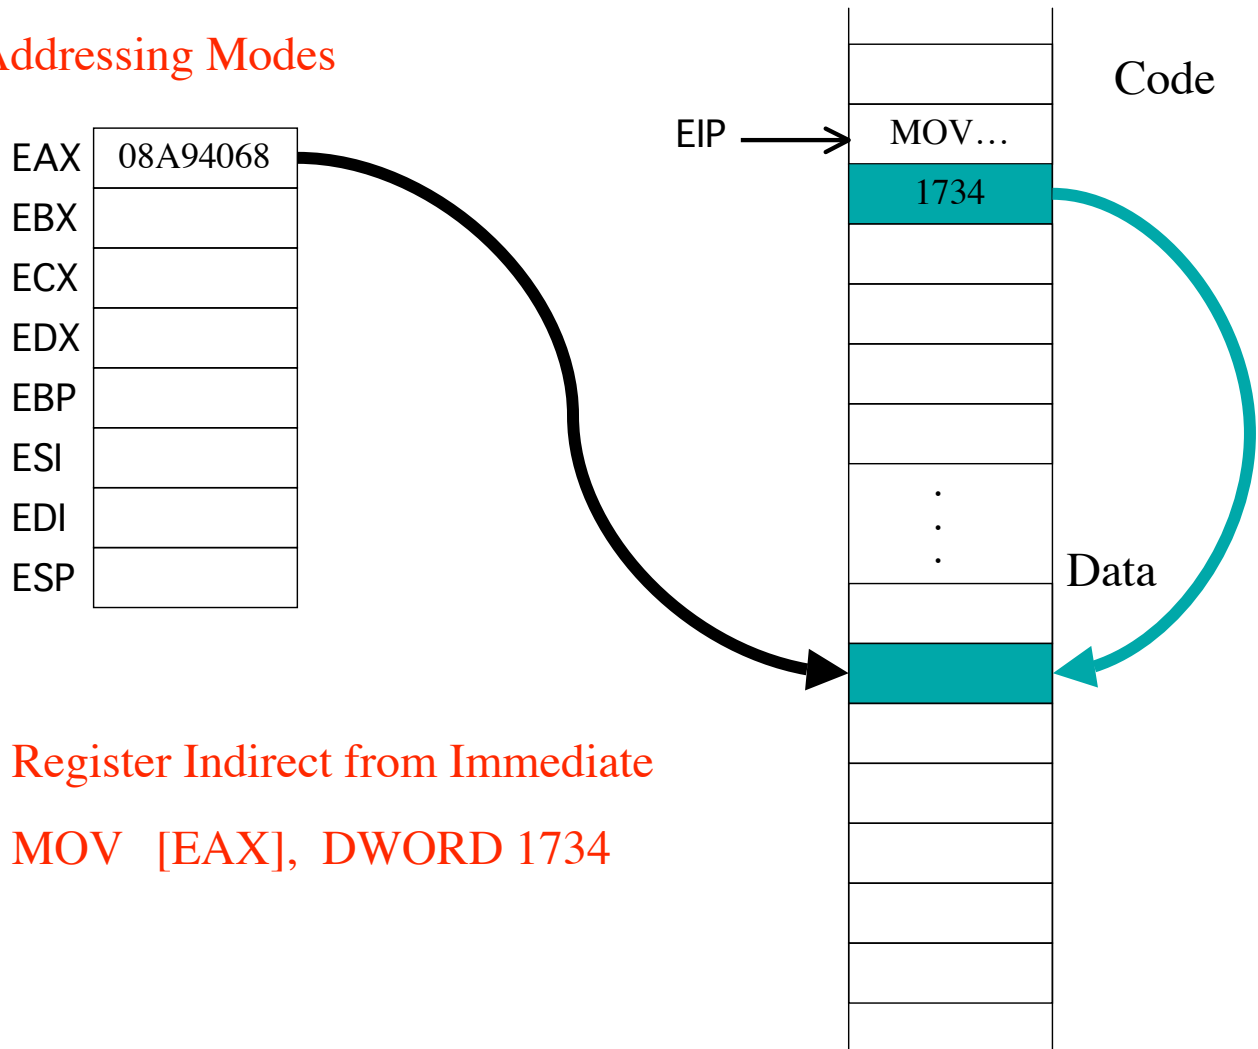 Addressing Modes
EAX 08A94068
EBX
ECX
EDX
EBP
ESI
EDI
ESP
EIP
MOV…
1734
Code
.
.
.
Data
Register Indirect from Immediate
MOV [EAX], DWORD 1734